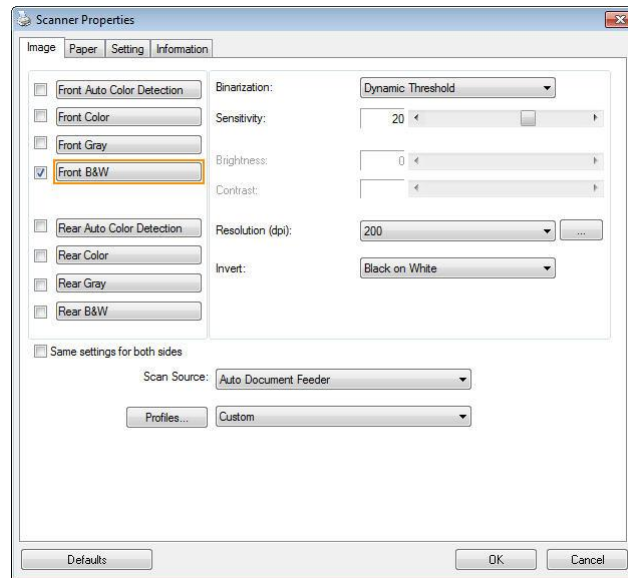 Scanner Properties
Image Paper Setting Information
Front Auto Color Detection
Front Color
Front Gray
Front B&W
Rear Auto Color Detection
Rear Color
Rear Gray
Rear B&W
Binarization: Dynamic Threshold
Sensitivity: 20
Brightness: 0
Contrast:
Resolution (dpi): 200 ...
Invert: Black on White
Same settings for both sides
Scan Source: Auto Document Feeder
Profiles... Custom
Defaults OK Cancel